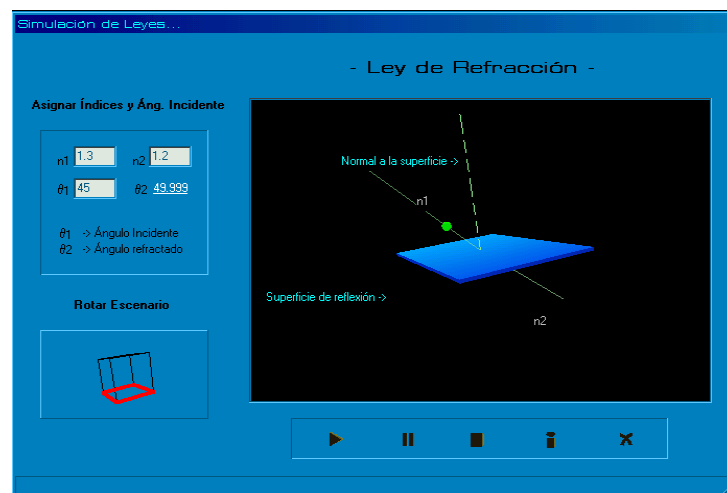 Simulación de Leyes...
- Ley de Refracción -
Asignar Índices y Áng. Incidente
n1 1.3 n2 1.2
θ1 45 θ2 49.999
θ1 -> Ángulo Incidente
θ2 -> Ángulo refractado
Rotar Escenario
Normal a la superficie ->
n1
Superficie de reflexión ->
n2